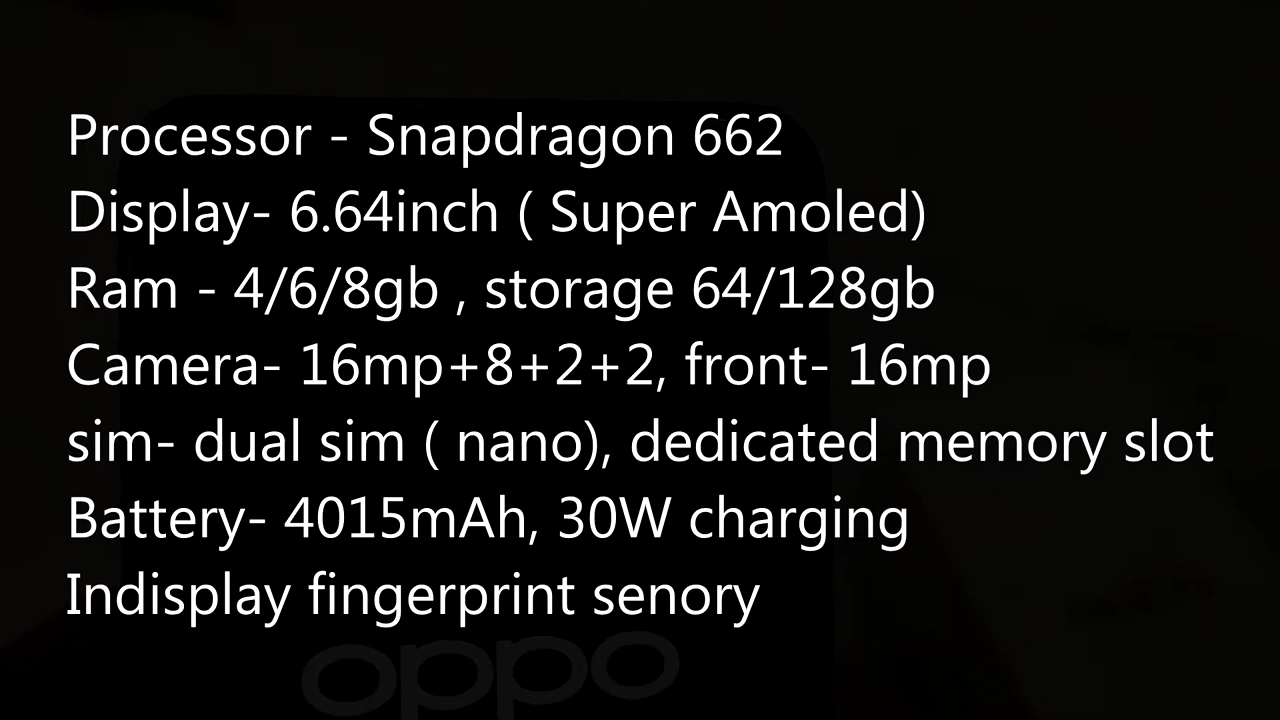 Processor - Snapdragon 662
Display- 6.64inch ( Super Amoled)
Ram - 4/6/8gb , storage 64/128gb
Camera- 16mp+8+2+2, front- 16mp
sim- dual sim ( nano), dedicated memory slot
Battery- 4015mAh, 30W charging
Indisplay fingerprint senory
oppo